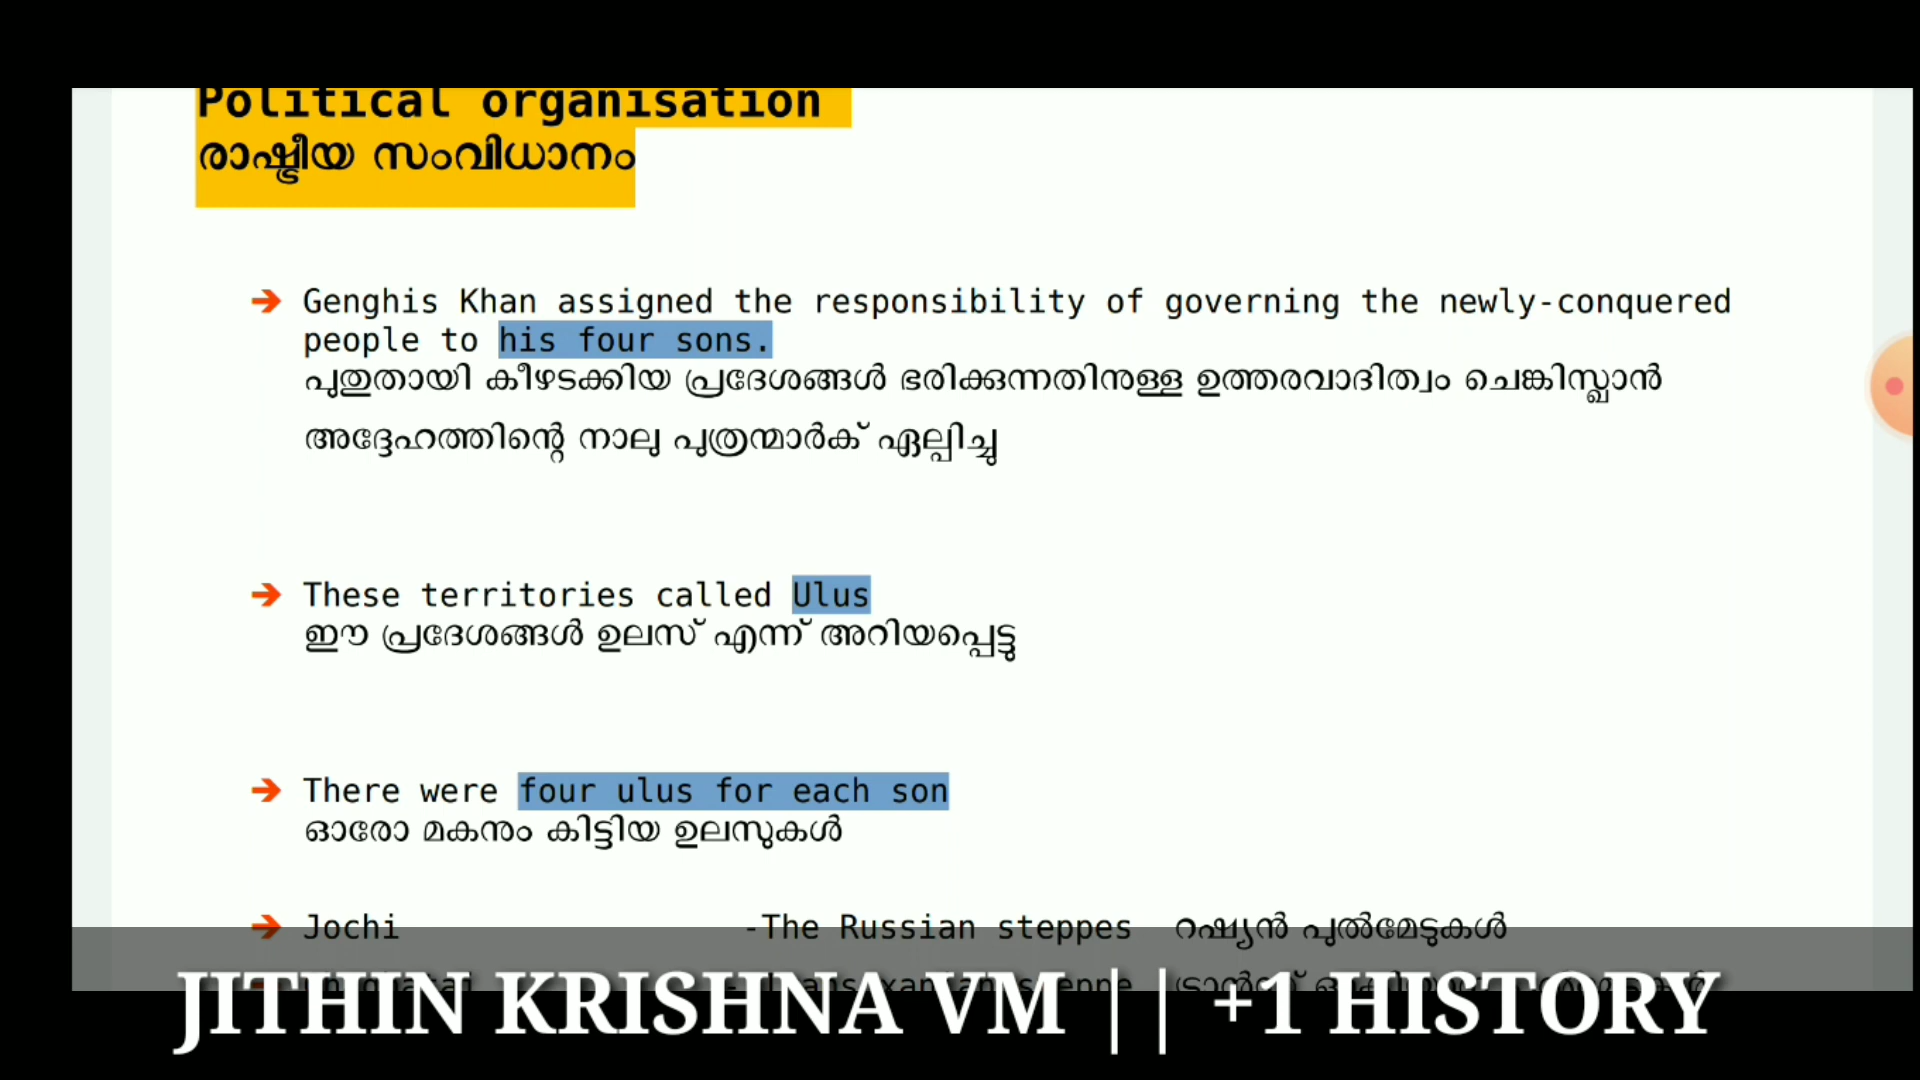 Political organisation
രാഷ്ട്രീയ സംവിധാനം
➔ Genghis Khan assigned the responsibility of governing the newly-conquered
people to his four sons.
പുതുതായി കീഴടക്കിയ പ്രദേശങ്ങൾ ഭരിക്കുന്നതിനുള്ള ഉത്തരവാദിത്വം ചെങ്കിസ്ഖാൻ
അദ്ദേഹത്തിന്റെ നാലു പുത്രന്മാർക് ഏല്പിച്ചു
➔ These territories called Ulus
ഈ പ്രദേശങ്ങൾ ഉലസ് എന്ന് അറിയപ്പെട്ടു
➔ There were four ulus for each son
ഓരോ മകനും കിട്ടിയ ഉലസുകൾ
➔ Jochi -The Russian steppes റഷ്യൻ പുൽമേടുകൾ
JITHIN KRISHNA VM || +1 HISTORY